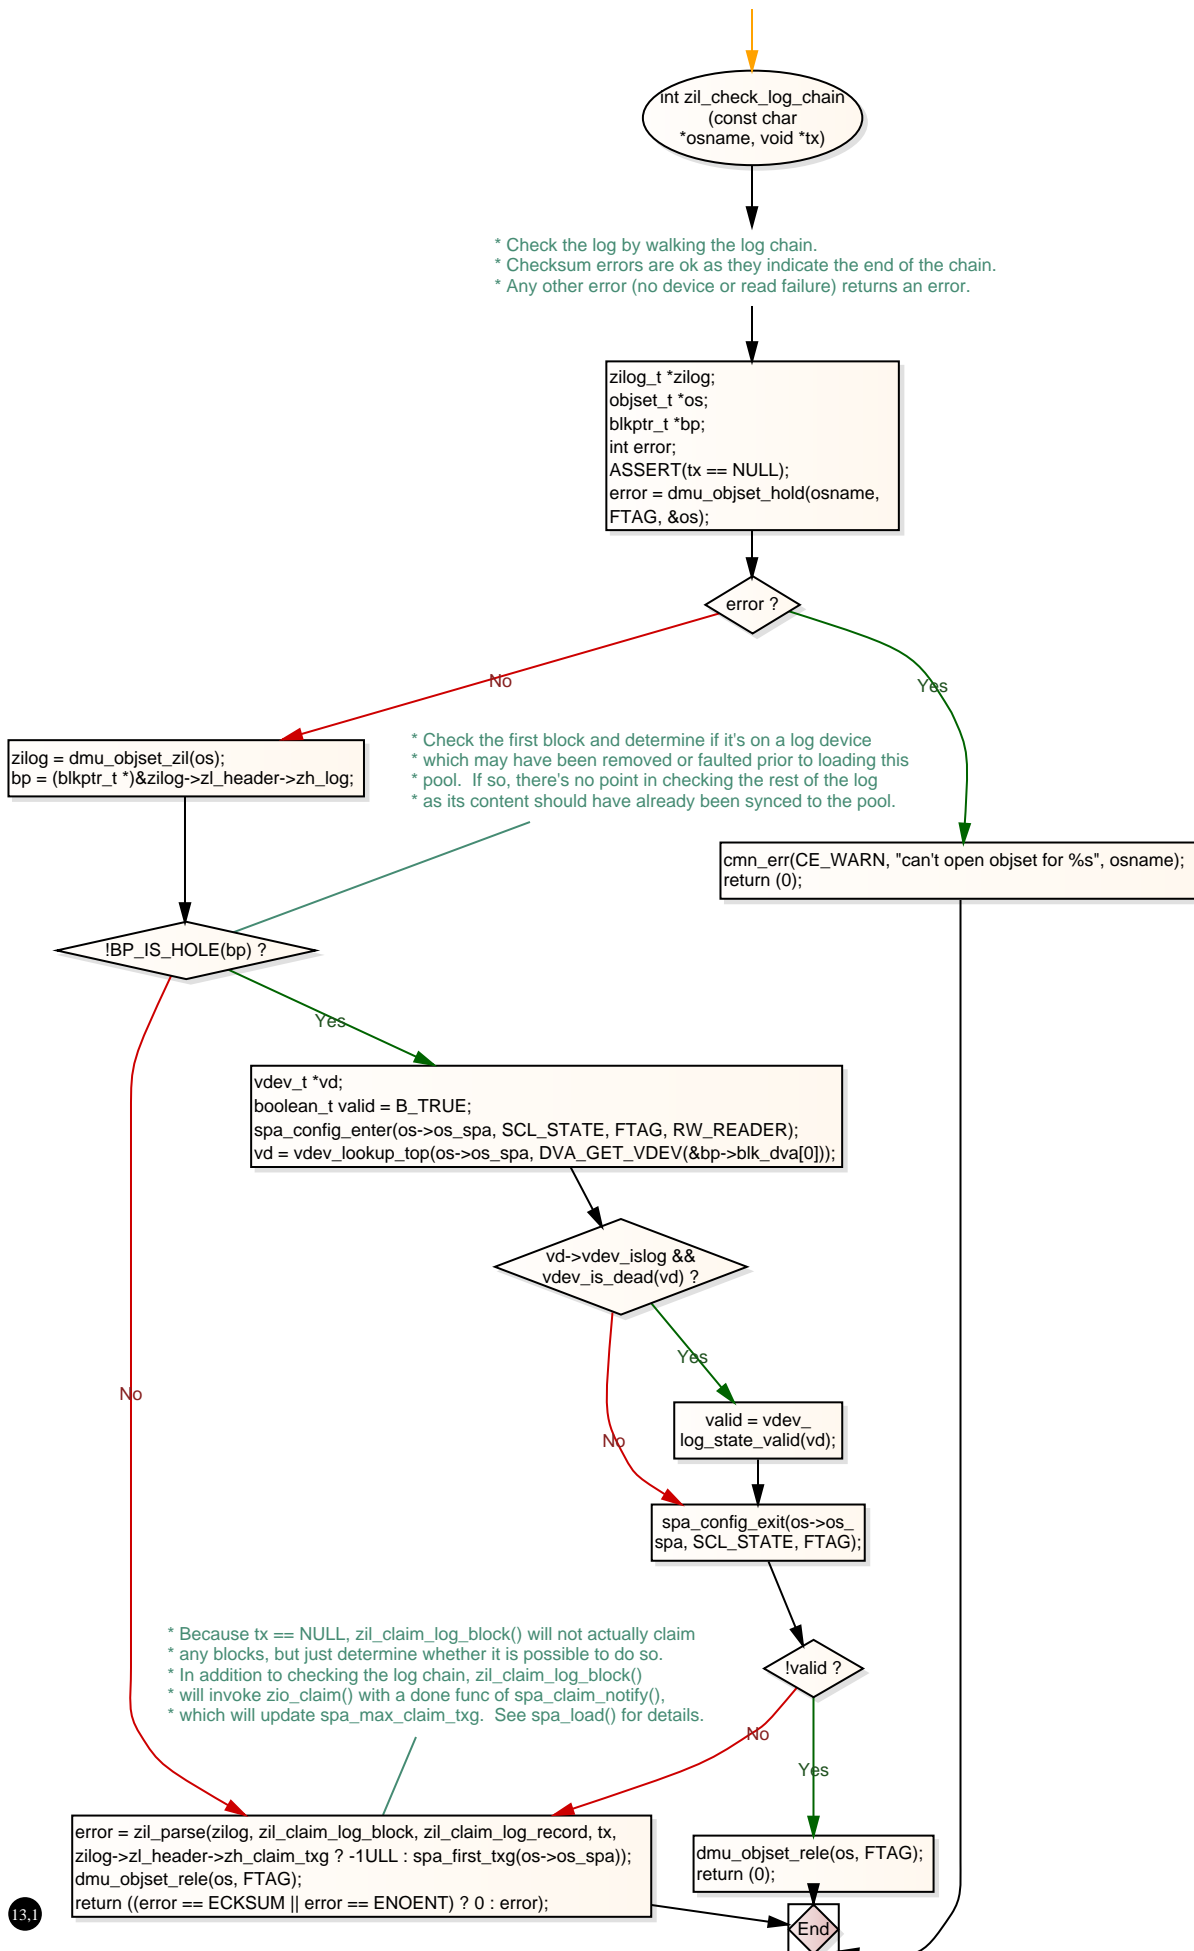 int zil_check_log_chain
(const char
*osname, void *tx)
* Check the log by walking the log chain.
* Checksum errors are ok as they indicate the end of the chain.
* Any other error (no device or read failure) returns an error.
zilog_t *zilog;
objset_t *os;
blkptr_t *bp;
int error;
ASSERT(tx == NULL);
error = dmu_objset_hold(osname,
FTAG, &os);
error ?
No
Yes
zilog = dmu_objset_zil(os);
bp = (blkptr_t *)&zilog->zl_header->zh_log;
* Check the first block and determine if it's on a log device
* which may have been removed or faulted prior to loading this
* pool.  If so, there's no point in checking the rest of the log
* as its content should have already been synced to the pool.
cmn_err(CE_WARN, "can't open objset for %s", osname);
return (0);
!BP_IS_HOLE(bp) ?
Yes
vdev_t *vd;
boolean_t valid = B_TRUE;
spa_config_enter(os->os_spa, SCL_STATE, FTAG, RW_READER);
vd = vdev_lookup_top(os->os_spa, DVA_GET_VDEV(&bp->blk_dva[0]));
vd->vdev_islog &&
vdev_is_dead(vd) ?
Yes
No
valid = vdev_
log_state_valid(vd);
No
spa_config_exit(os->os_
spa, SCL_STATE, FTAG);
* Because tx == NULL, zil_claim_log_block() will not actually claim
* any blocks, but just determine whether it is possible to do so.
* In addition to checking the log chain, zil_claim_log_block()
* will invoke zio_claim() with a done func of spa_claim_notify(),
* which will update spa_max_claim_txg.  See spa_load() for details.
!valid ?
No
Yes
error = zil_parse(zilog, zil_claim_log_block, zil_claim_log_record, tx,
zilog->zl_header->zh_claim_txg ? -1ULL : spa_first_txg(os->os_spa));
dmu_objset_rele(os, FTAG);
return ((error == ECKSUM || error == ENOENT) ? 0 : error);
dmu_objset_rele(os, FTAG);
return (0);
13,1
End